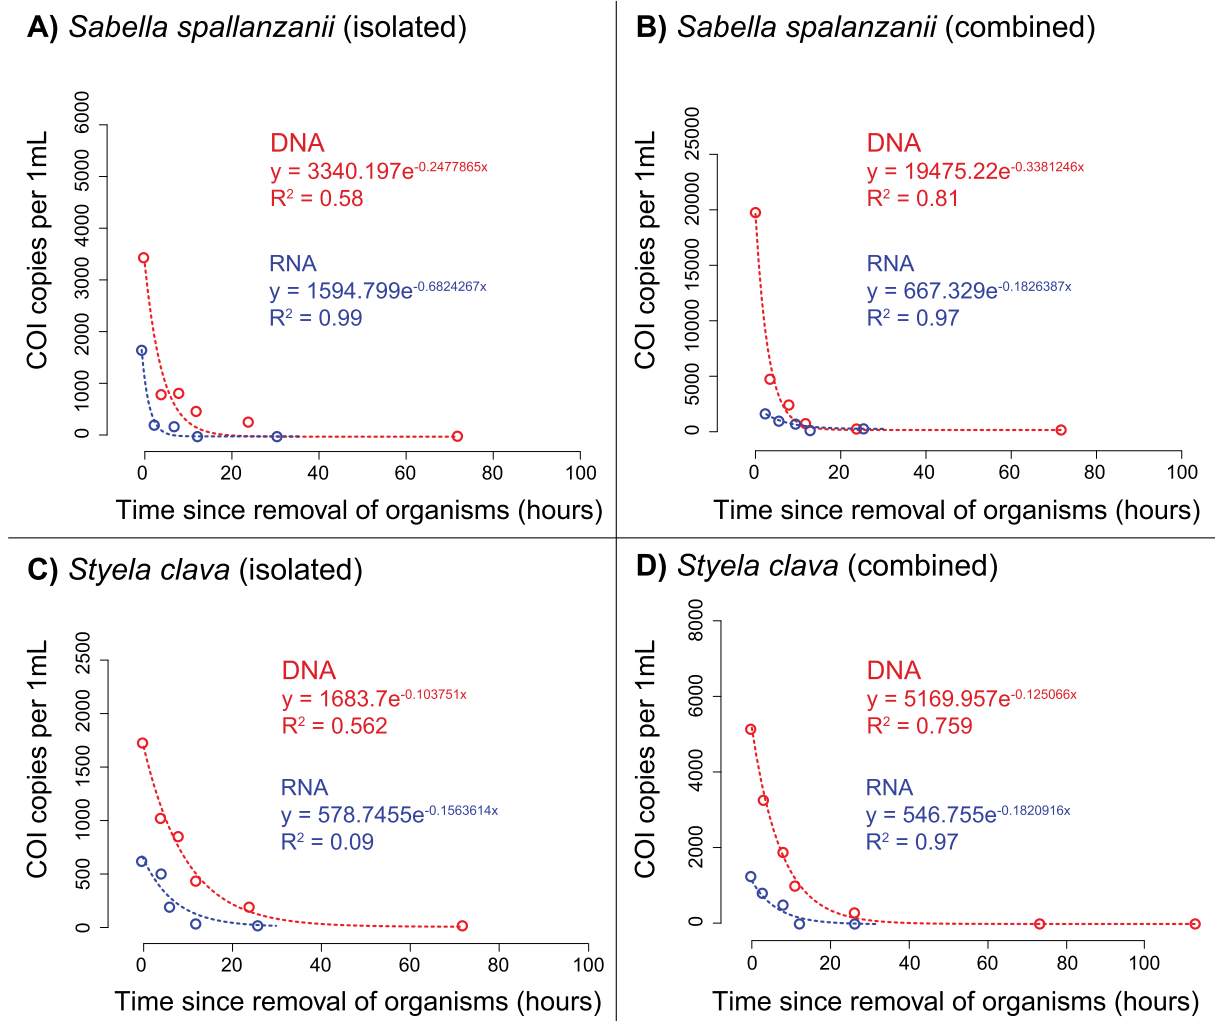 A) Sabella spallanzanii (isolated)
COI copies per 1mL
6000
5000
4000
3000
2000
1000
0
DNA
y = 3340.197e-0.2477865x
R2 = 0.58
RNA
y = 1594.799e-0.6824267x
R2 = 0.99
0 20 40 60 80 100
Time since removal of organisms (hours)
B) Sabella spalanzanii (combined)
COI copies per 1mL
25000
20000
15000
10000
5000
0
DNA
y = 19475.22e-0.3381246x
R2 = 0.81
RNA
y = 667.329e-0.1826387x
R2 = 0.97
0 20 40 60 80 100
Time since removal of organisms (hours)
C) Styela clava (isolated)
COI copies per 1mL
2500
2000
1500
1000
500
0
DNA
y = 1683.7e-0.103751x
R2 = 0.562
RNA
y = 578.7455e-0.1563614x
R2 = 0.09
0 20 40 60 80 100
Time since removal of organisms (hours)
D) Styela clava (combined)
COI copies per 1mL
8000
6000
4000
2000
0
DNA
y = 5169.957e-0.125066x
R2 = 0.759
RNA
y = 546.755e-0.1820916x
R2 = 0.97
0 20 40 60 80 100
Time since removal of organisms (hours)